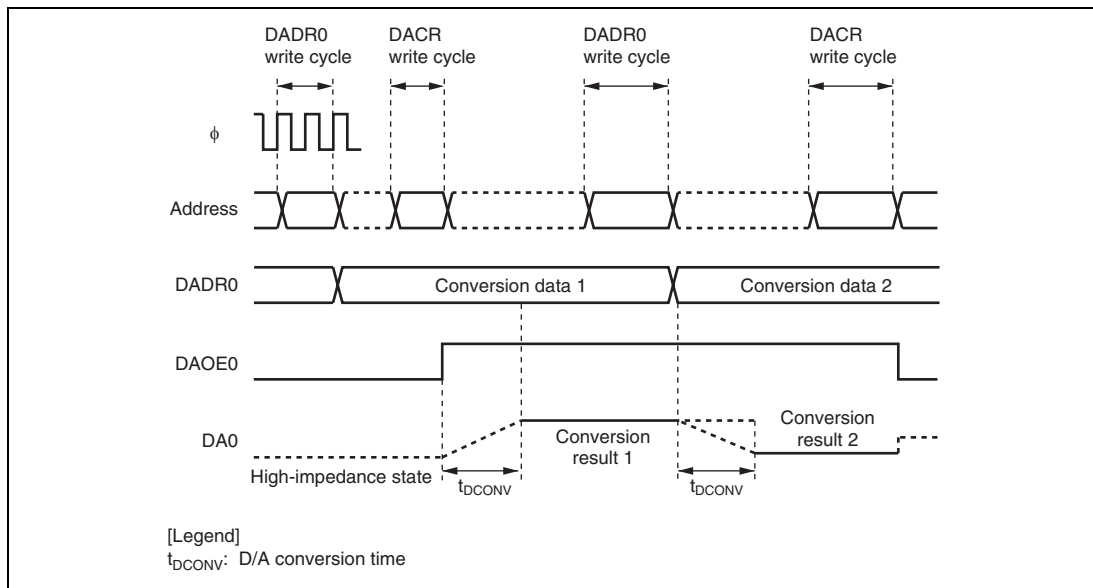 DADR0
write cycle
DACR
write cycle
DADR0
write cycle
DACR
write cycle
ϕ
Address
DADR0
Conversion data 1
Conversion data 2
DAOE0
DA0
Conversion
result 1
Conversion
result 2
High-impedance state
tDCONV
tDCONV
[Legend]
tDCONV: D/A conversion time